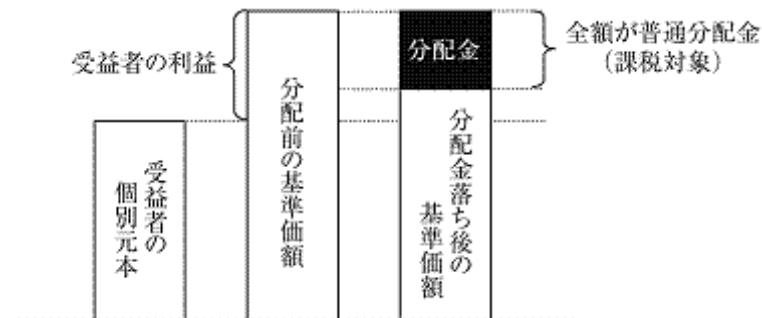 受益者の利益
受益者の
個別元本
分配前の基準価額
分配金
分配金落ち後の
基準価額
全額が普通分配金
（課税対象）